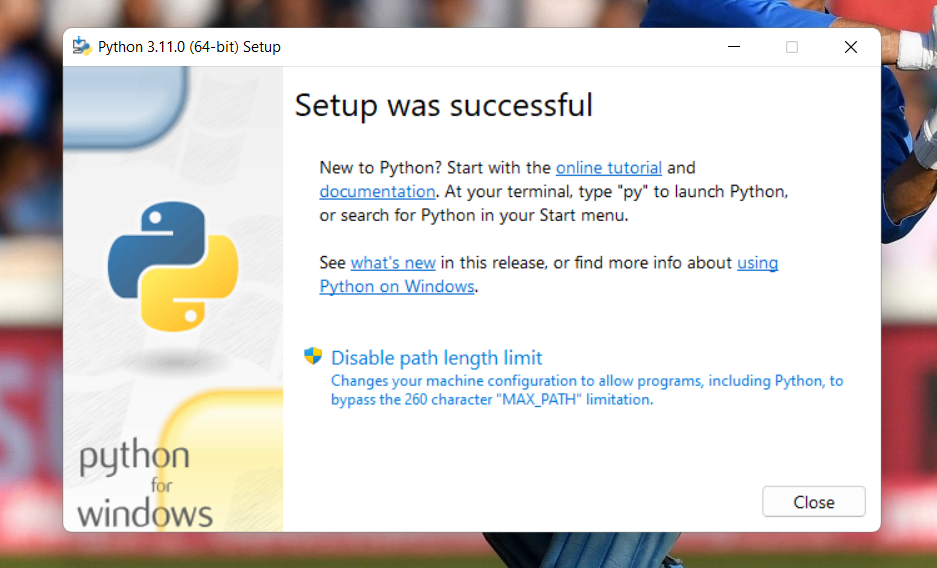 Python 3.11.0 (64-bit) Setup
Setup was successful
New to Python? Start with the online tutorial and
documentation. At your terminal, type "py" to launch Python,
or search for Python in your Start menu.
See what's new in this release, or find more info about using
Python on Windows.
Disable path length limit
Changes your machine configuration to allow programs, including Python, to
bypass the 260 character "MAX_PATH" limitation.
python
for
windows
Close